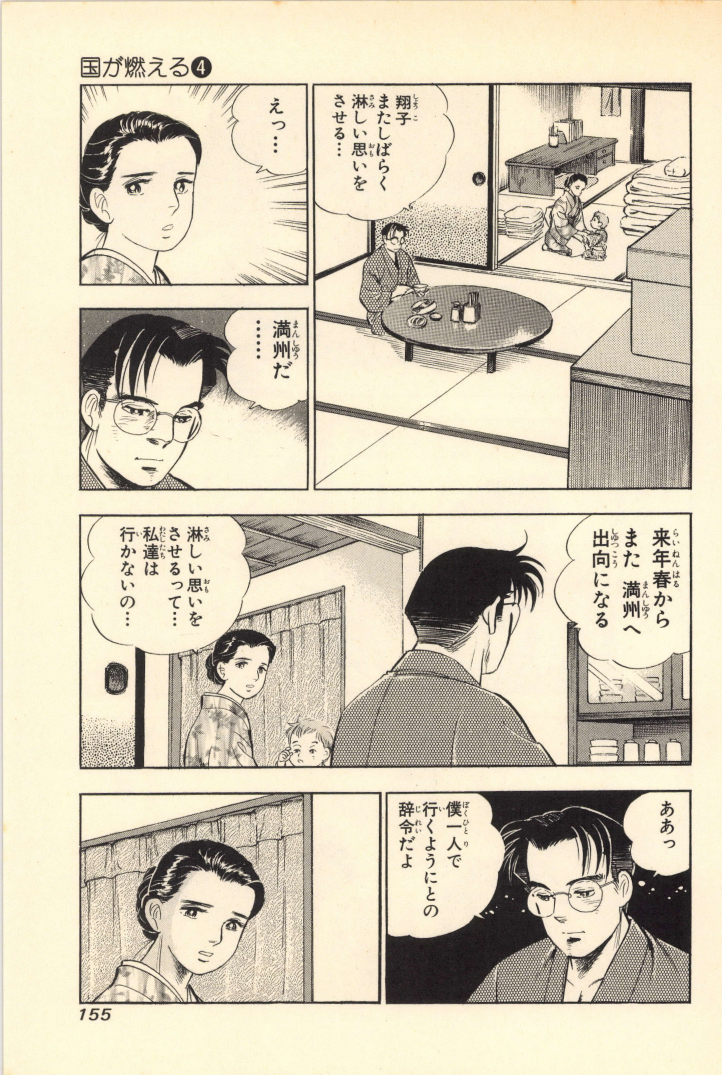 国が燃える❹
翔子
またしばらく
淋しい思いを
させる…
えっ…
満州だ
……
来年春から
また 満州へ
出向になる
淋しい思いを
させるって…
私達は
行かないの…
ああっ
僕一人で
行くようにとの
辞令だよ
155